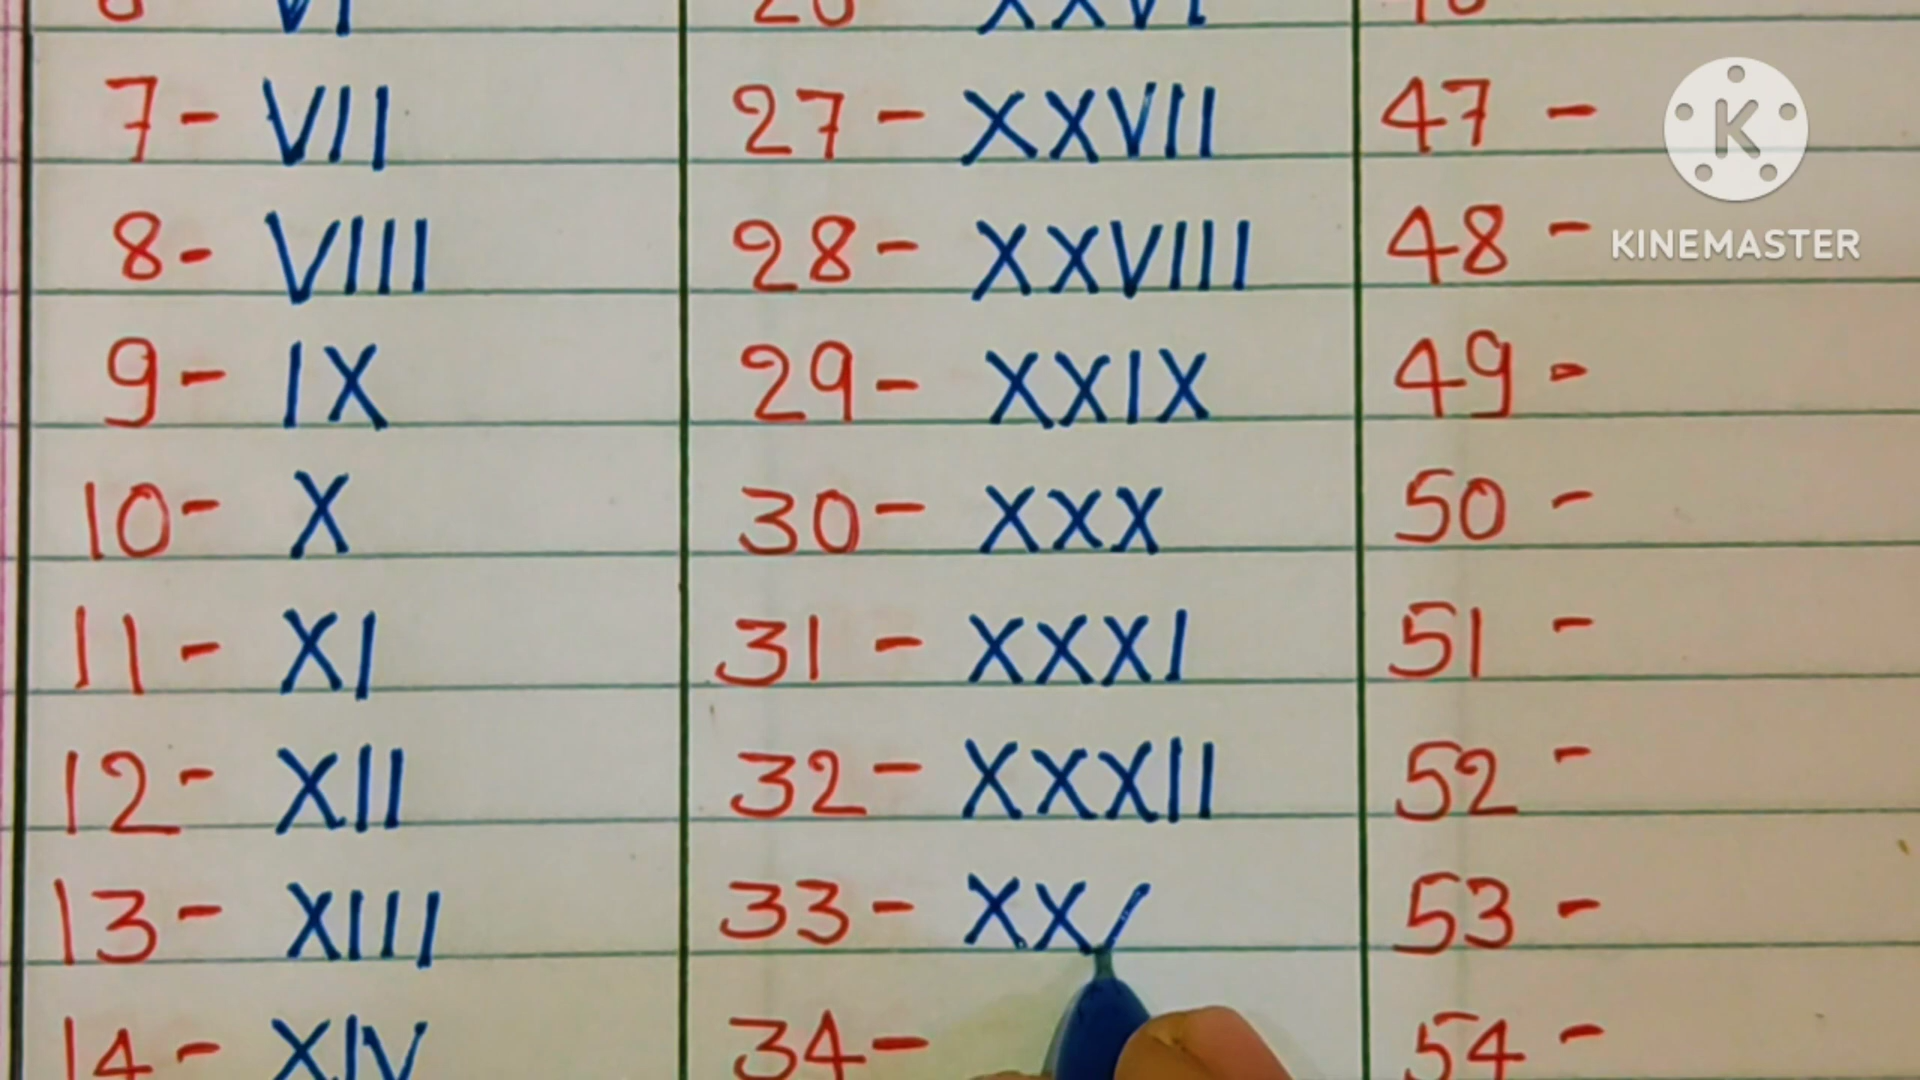 VI XXVI
7 - VII 27 - XXVII 47 -
8 - VIII 28 - XXVIII 48 -
9 - IX 29 - XXIX 49 -
10 - X 30 - XXX 50 -
11 - XI 31 - XXXI 51 -
12 - XII 32 - XXXII 52 -
13 - XIII 33 - XX/ 53 -
14 - XIV 34 - 54 -
K
KINEMASTER